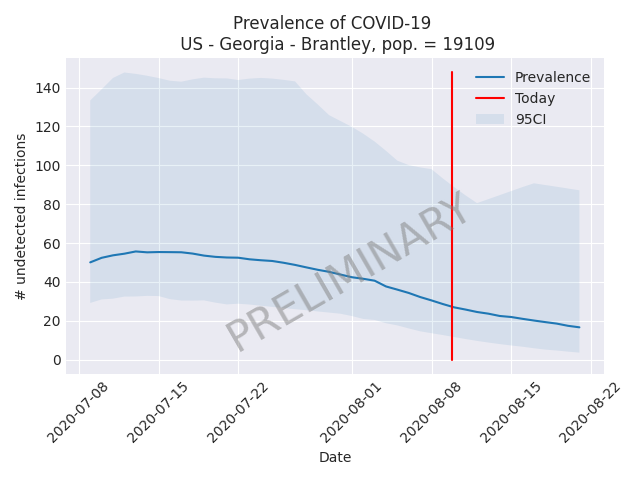 Prevalence of COVID-19
US - Georgia - Brantley, pop. = 19109
Prevalence
Today
95CI
PRELIMINARY
# undetected infections
140
120
100
80
60
40
20
0
2020-07-08
2020-07-15
2020-07-22
2020-08-01
2020-08-08
2020-08-15
2020-08-22
Date